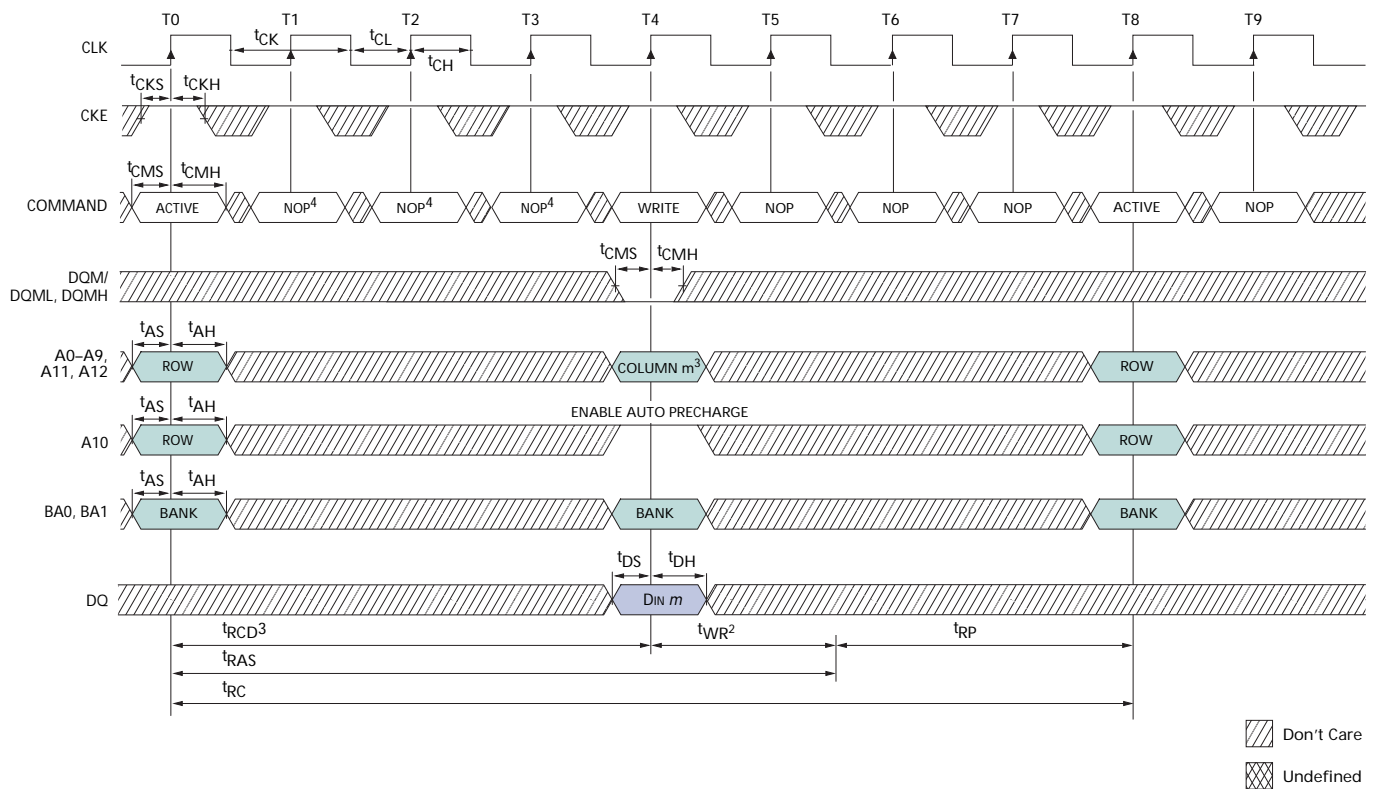 T0 T1 T2 T3 T4 T5 T6 T7 T8 T9
CLK
tCK tCL
tCH
tCKS tCKH
CKE
tCMS tCMH
COMMAND
ACTIVE NOP4 NOP4 NOP4 WRITE NOP NOP NOP ACTIVE NOP
tCMS tCMH
DQM/
DQML, DQMH
tAS tAH
A0–A9,
A11, A12
ROW COLUMN m3 ROW
tAS tAH
ENABLE AUTO PRECHARGE
A10
ROW ROW
tAS tAH
BA0, BA1
BANK BANK BANK
tDS tDH
DQ
DIN m
tRCD3 tWR2 tRP
tRAS
tRC
Don't Care
Undefined